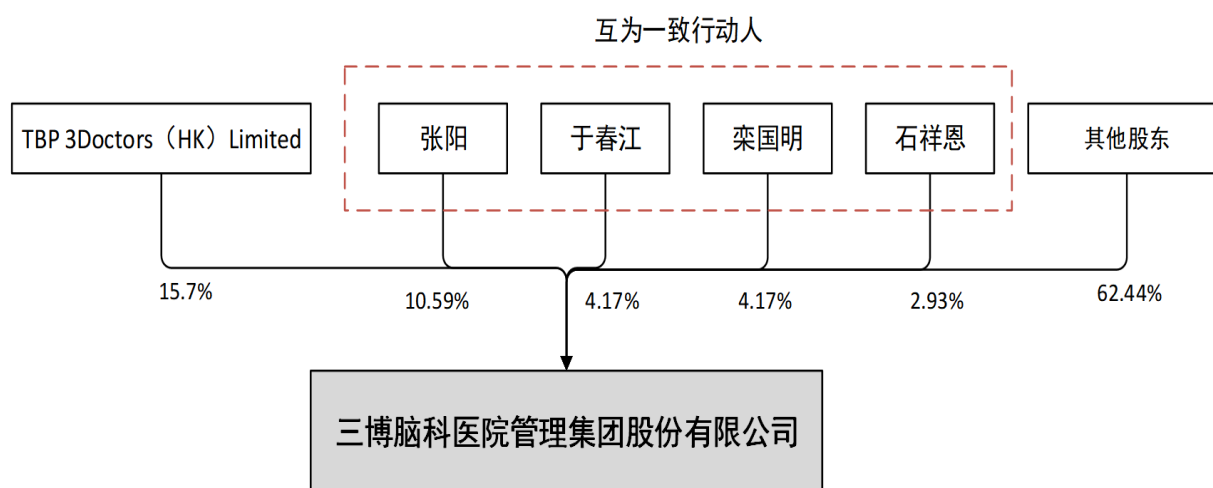 互为一致行动人
TBP 3Doctors（HK）Limited
张阳
于春江
栾国明
石祥恩
其他股东
15.7%
10.59%
4.17%
4.17%
2.93%
62.44%
三博脑科医院管理集团股份有限公司